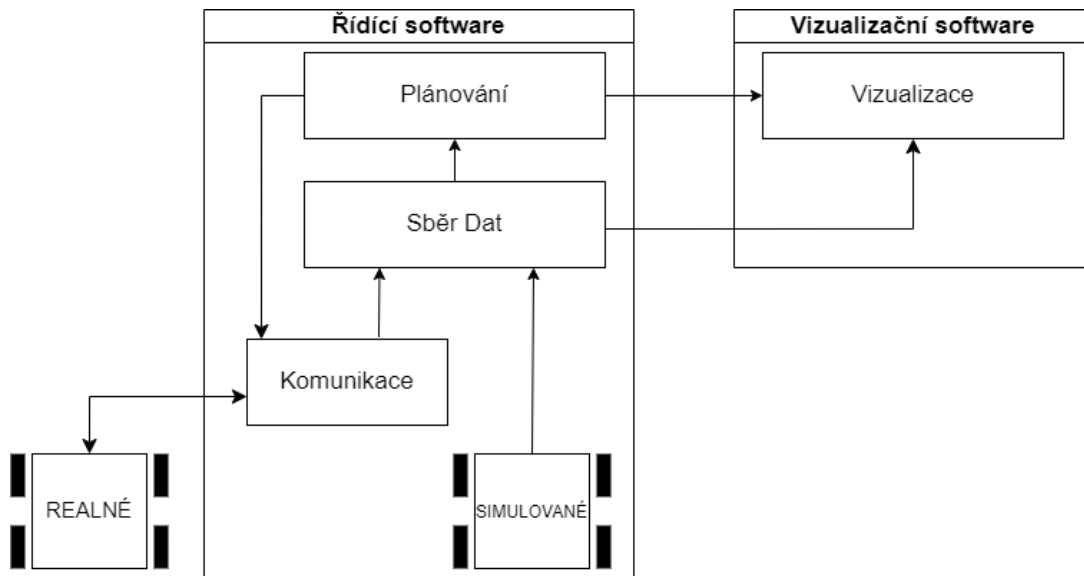 Řídící software
Vizualizační software
Plánování
Vizualizace
Sběr Dat
Komunikace
REALNÉ
SIMULOVANÉ